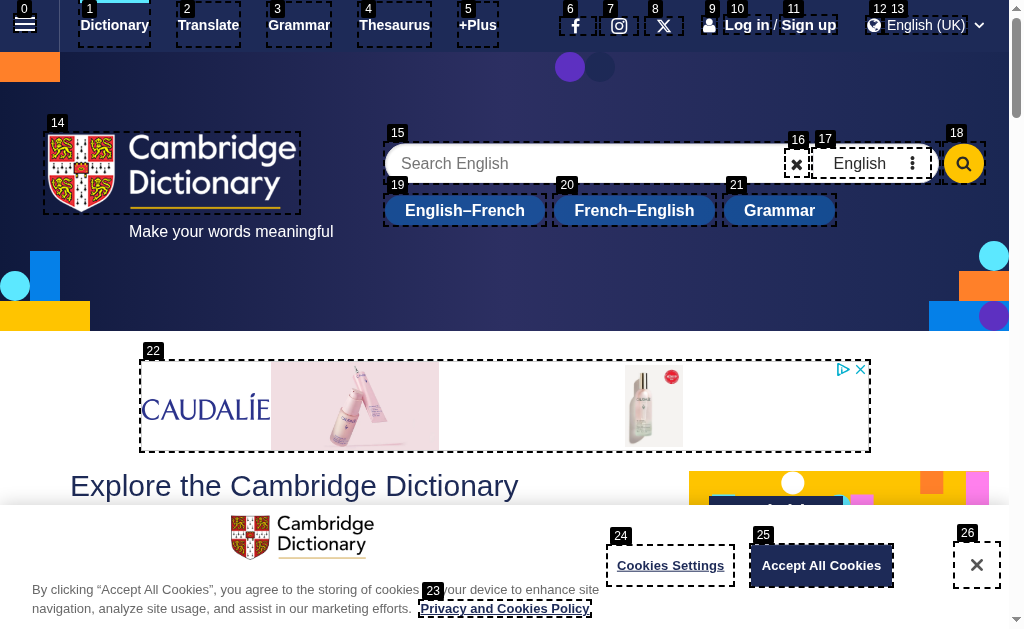 0 1 2 3 4 5 6 7 8 9 10 11 12 13
Dictionary Translate Grammar Thesaurus +Plus Log in / Sign up English (UK)
14
Cambridge
Dictionary
Make your words meaningful
15 16 17 18
Search English English
19 20 21
English–French French–English Grammar
22
CAUDALÍE
Explore the Cambridge Dictionary
Cambridge
Dictionary
By clicking “Accept All Cookies”, you agree to the storing of cookies your device to enhance site
23
navigation, analyze site usage, and assist in our marketing efforts. Privacy and Cookies Policy
24 25 26
Cookies Settings Accept All Cookies